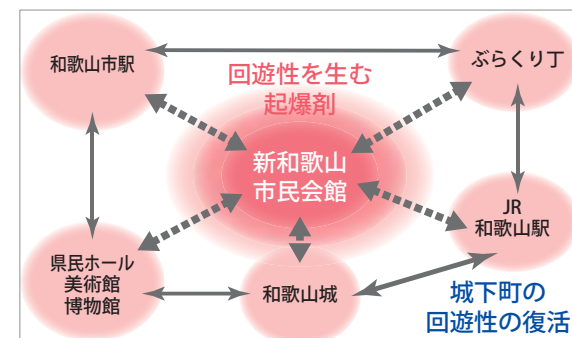 和歌山市駅
ぶらくり丁
回遊性を生む
起爆剤
新和歌山
市民会館
JR
和歌山駅
県民ホール
美術館
博物館
和歌山城
城下町の
回遊性の復活